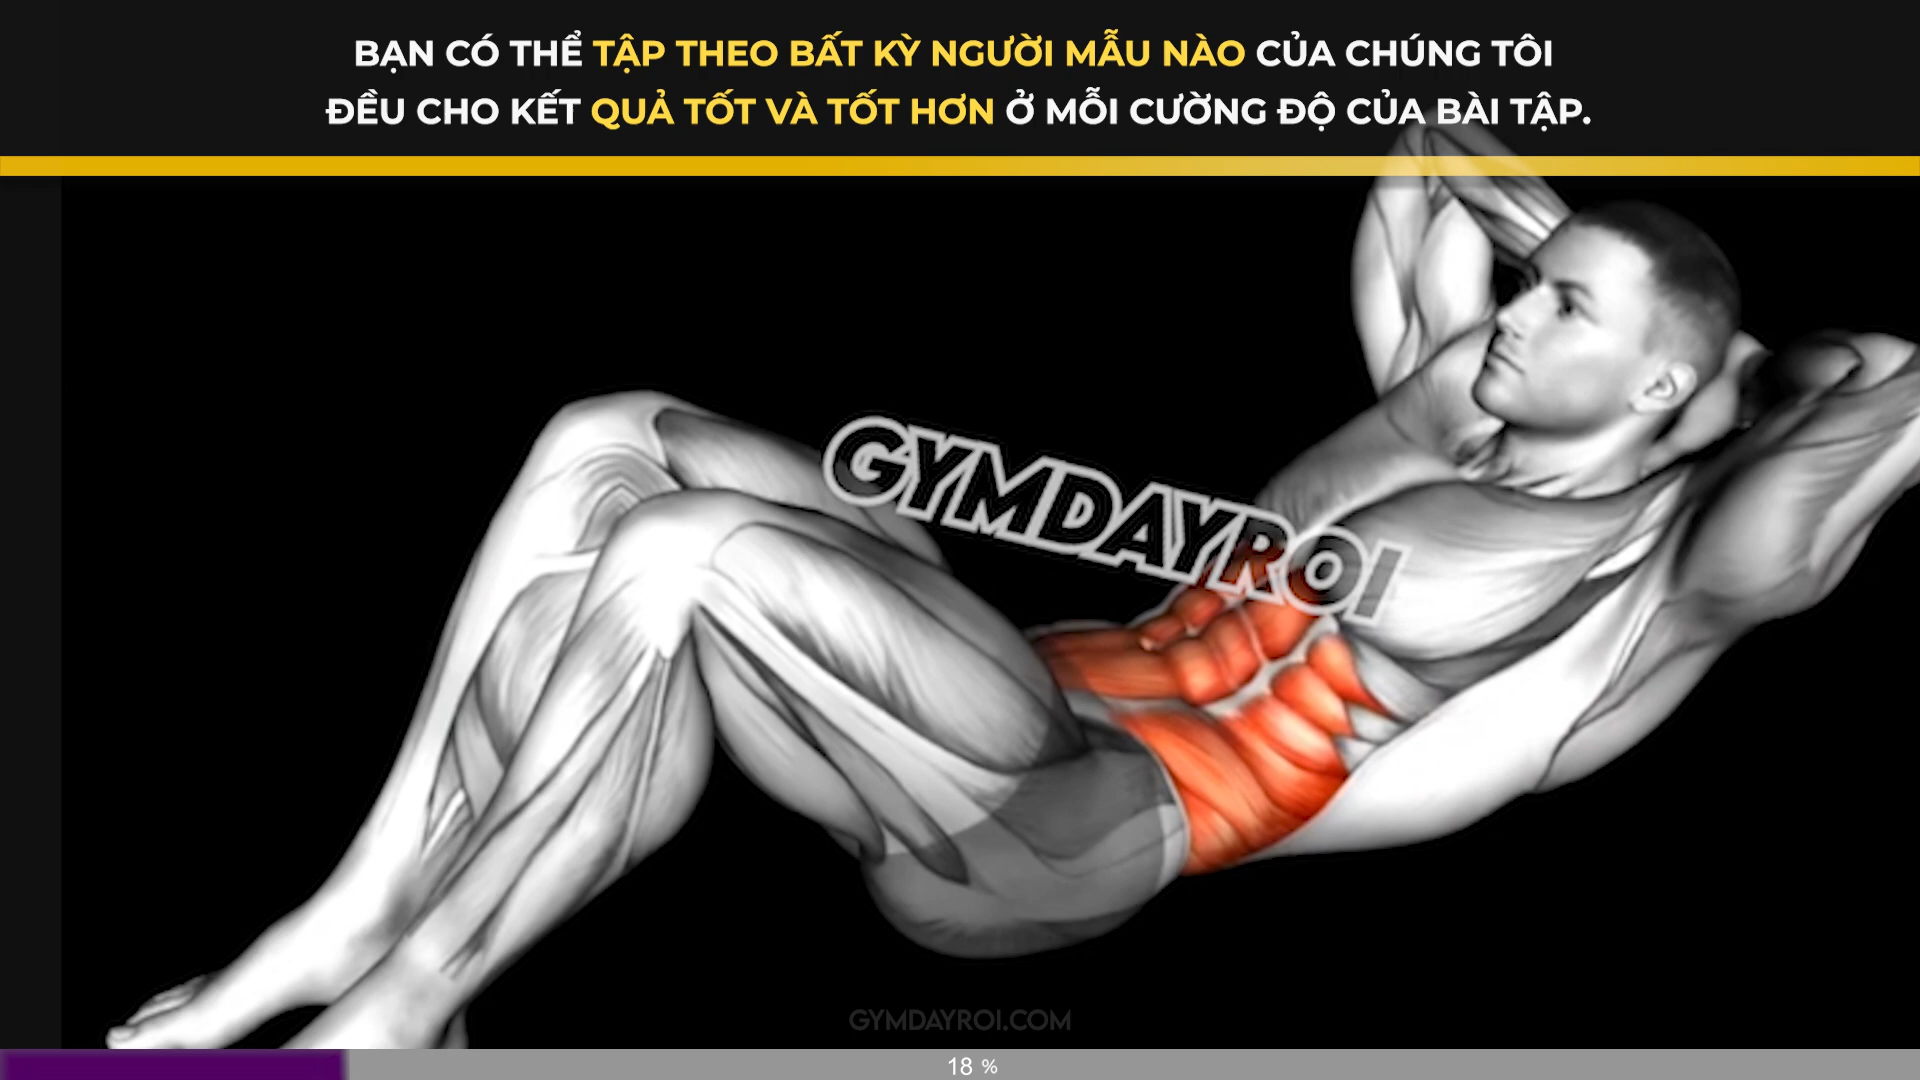 BẠN CÓ THỂ TẬP THEO BẤT KỲ NGƯỜI MẪU NÀO CỦA CHÚNG TÔI
ĐỀU CHO KẾT QUẢ TỐT VÀ TỐT HƠN Ở MỖI CƯỜNG ĐỘ CỦA BÀI TẬP.
GYMDAYROI
GYMDAYROI.COM
18 %